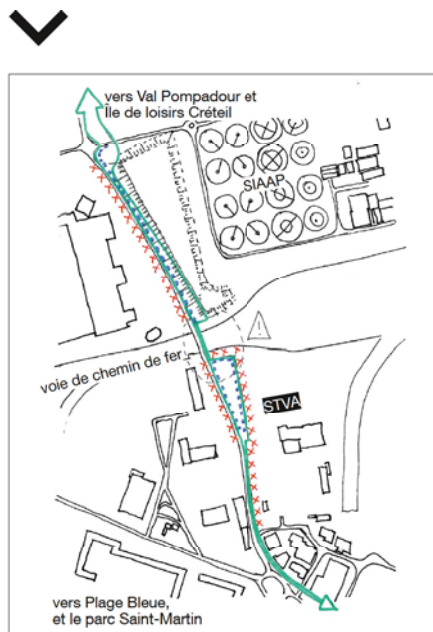 vers Val Pompadour et
Île de loisirs Créteil
SIAAP
voie de chemin de fer
STVA
vers Plage Bleue,
et le parc Saint-Martin